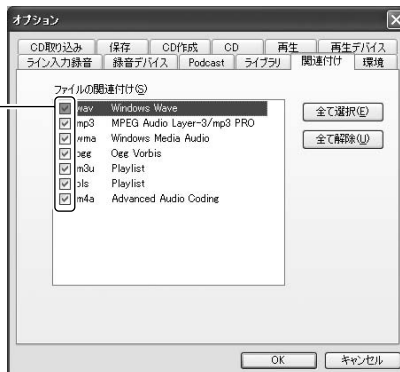 オプション
CD取り込み 保存 CD作成 CD 再生 再生デバイス
ライン入力録音 録音デバイス Podcast ライブラリ 関連付け 環境
ファイルの関連付け(S)
wav Windows Wave
mp3 MPEG Audio Layer-3/mp3 PRO
wma Windows Media Audio
ogg Ogg Vorbis
m3u Playlist
pls Playlist
m4a Advanced Audio Coding
全て選択(E)
全て解除(U)
OK キャンセル